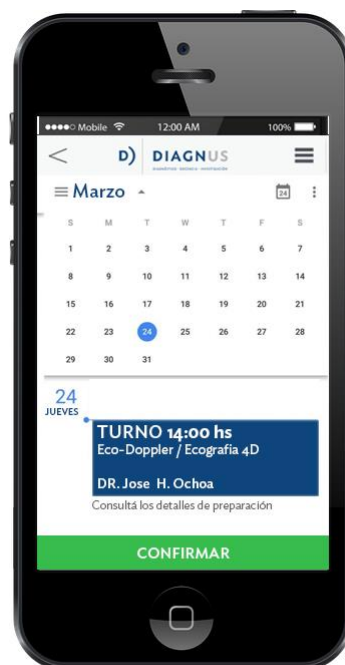 Mobile 12:00 AM 100%
D) DIAGNUS
Marzo 24
S M T W T F S
1 2 3 4 5 6 7
8 9 10 11 12 13 14
15 16 17 18 19 20 21
22 23 24 25 26 27 28
29 30 31
24
JUEVES
TURNO 14:00 hs
Eco-Doppler / Ecografia 4D
DR. Jose H. Ochoa
Consultá los detalles de preparación
CONFIRMAR